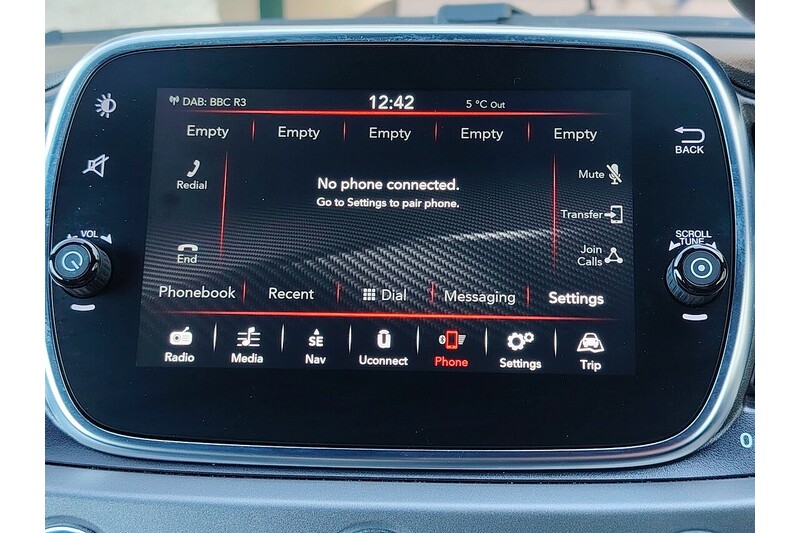 DAB: BBC R3 12:42 5 °C Out
Empty Empty Empty Empty Empty
BACK
Redial
No phone connected.
Go to Settings to pair phone.
Mute
Transfer
VOL
SCROLL
TUNE
End
Join
Calls
Phonebook Recent Dial Messaging Settings
Radio Media SE Nav Uconnect Phone Settings Trip
0